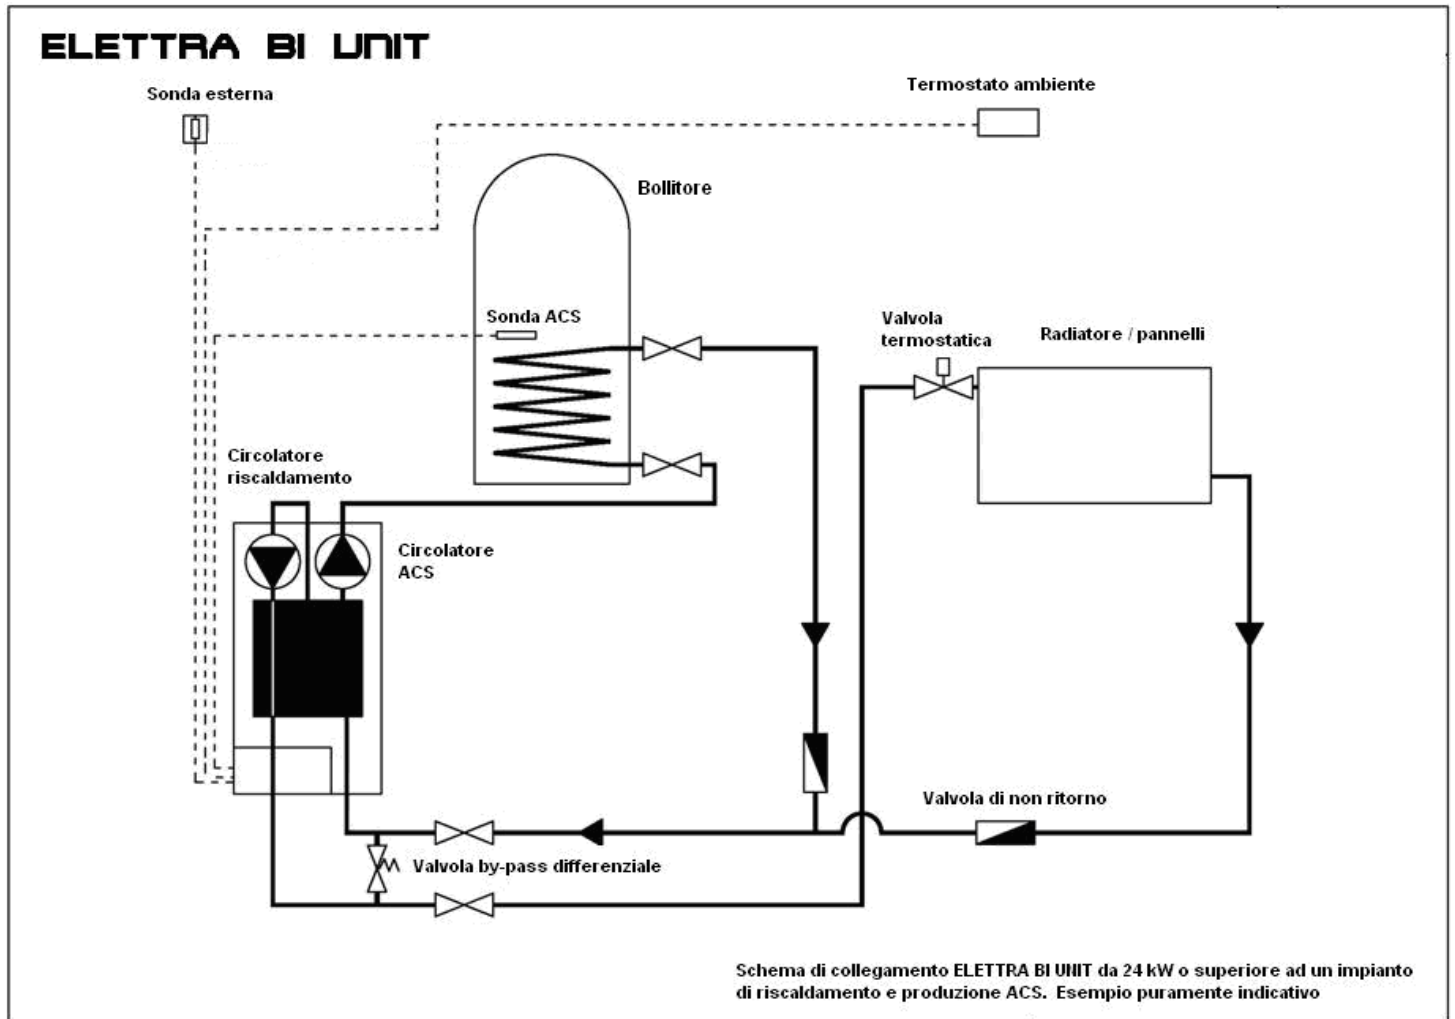 ELETTRA BI UNIT
Sonda esterna
Termostato ambiente
Bollitore
Sonda ACS
Valvola
termostatica
Radiatore / pannelli
Circolatore
riscaldamento
Circolatore
ACS
Valvola di non ritorno
Valvola by-pass differenziale
Schema di collegamento ELETTRA BI UNIT da 24 kW o superiore ad un impianto
di riscaldamento e produzione ACS. Esempio puramente indicativo